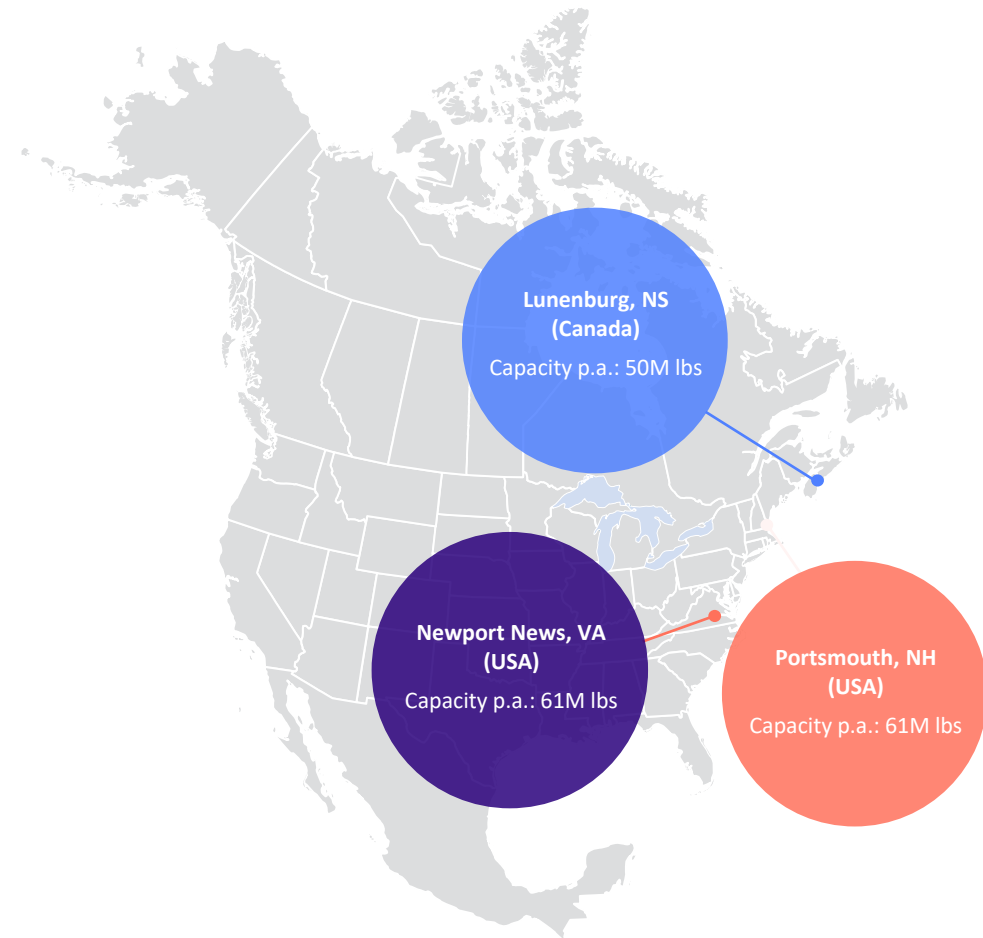 Lunenburg, NS
(Canada)
Capacity p.a.: 50M lbs
Newport News, VA
(USA)
Capacity p.a.: 61M lbs
Portsmouth, NH
(USA)
Capacity p.a.: 61M lbs